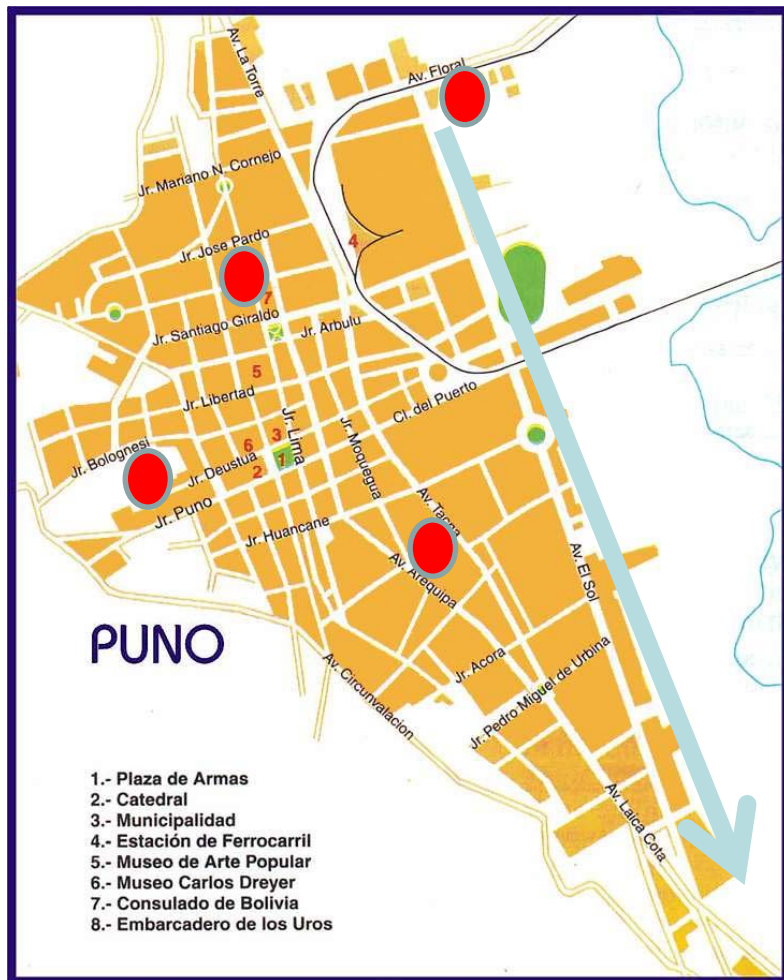 Av. La Torre
Av. Floral
Jr. Mariano N. Cornejo
Jr. Jose Pardo
4
7
Jr. Santiago Giraldo
Jr. Arbulu
5
Jr. Libertad
Cl. del Puerto
Jr. Lima
Jr. Moquegua
3
6
1
2
Jr. Bolognesi
Jr. Deustua
Jr. Puno
Jr. Huancane
Av. Tacna
Av. Arequipa
Av. El Sol
PUNO
Jr. Acora
Jr. Pedro Miguel de Urbina
Av. Circunvalacion
Av. Laica Cota
1.- Plaza de Armas
2.- Catedral
3.- Municipalidad
4.- Estación de Ferrocarril
5.- Museo de Arte Popular
6.- Museo Carlos Dreyer
7.- Consulado de Bolivia
8.- Embarcadero de los Uros